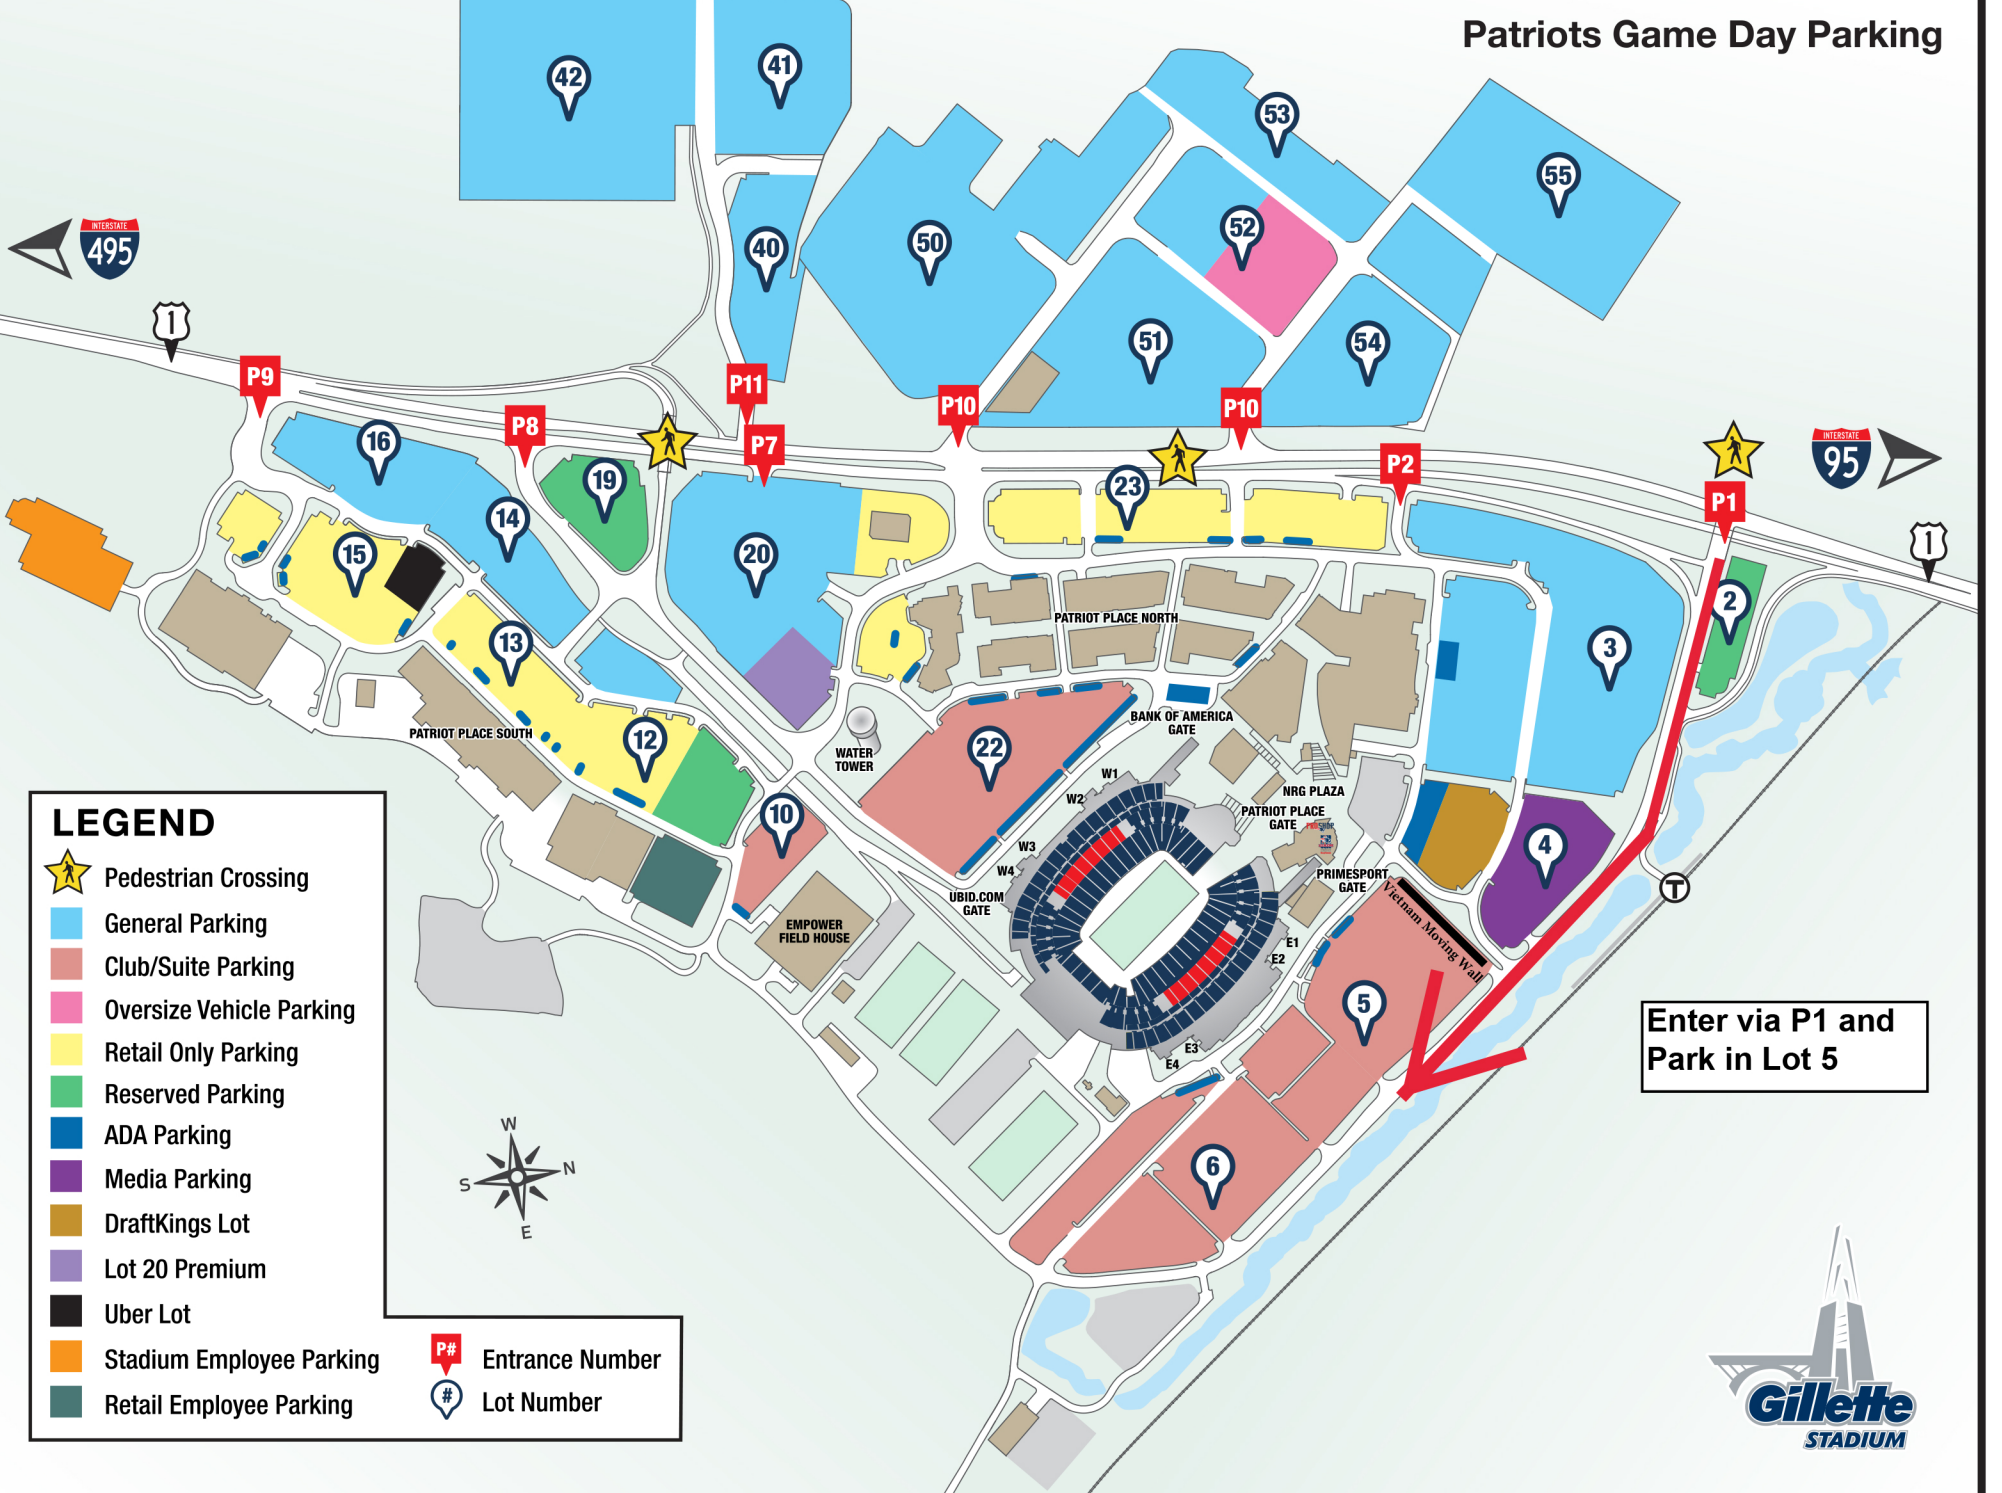 Patriots Game Day Parking
42
41
53
55
52
40
50
INTERSTATE
495
51
54
1
P9
P11
P10
P10
P8
P7
P2
INTERSTATE
95
P1
16
19
23
14
15
20
1
2
PATRIOT PLACE NORTH
13
3
BANK OF AMERICA
GATE
PATRIOT PLACE SOUTH
12
22
WATER
TOWER
W1
W2
NRG PLAZA
PATRIOT PLACE
GATE
PROSHOP
10
W3
W4
4
PRIMESPORT
GATE
UBID.COM
GATE
T
EMPOWER
FIELD HOUSE
Vietnam Moving Wall
E1
E2
5
E3
E4
Enter via P1 and
Park in Lot 5
6
LEGEND
Pedestrian Crossing
General Parking
Club/Suite Parking
Oversize Vehicle Parking
Retail Only Parking
Reserved Parking
ADA Parking
Media Parking
DraftKings Lot
Lot 20 Premium
Uber Lot
Stadium Employee Parking
Retail Employee Parking
P#
Entrance Number
#
Lot Number
W
N
S
E
Gillette
STADIUM